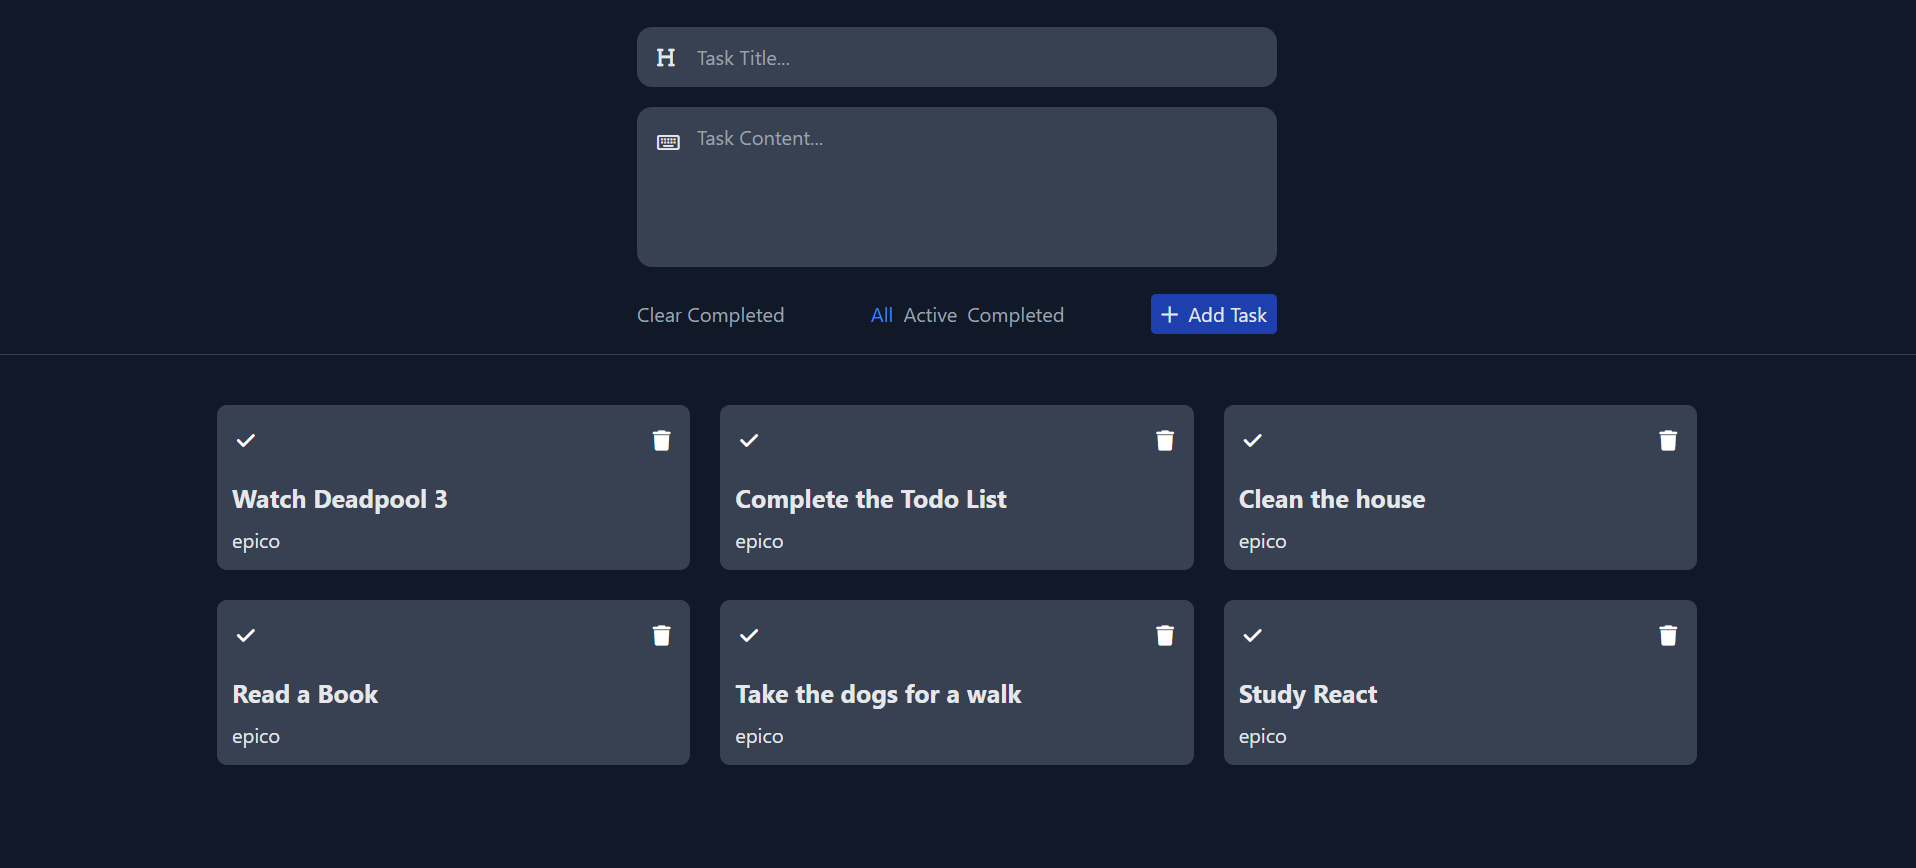 Task Title...
Task Content...
Clear Completed
All Active Completed
Add Task
Watch Deadpool 3
epico
Complete the Todo List
epico
Clean the house
epico
Read a Book
epico
Take the dogs for a walk
epico
Study React
epico